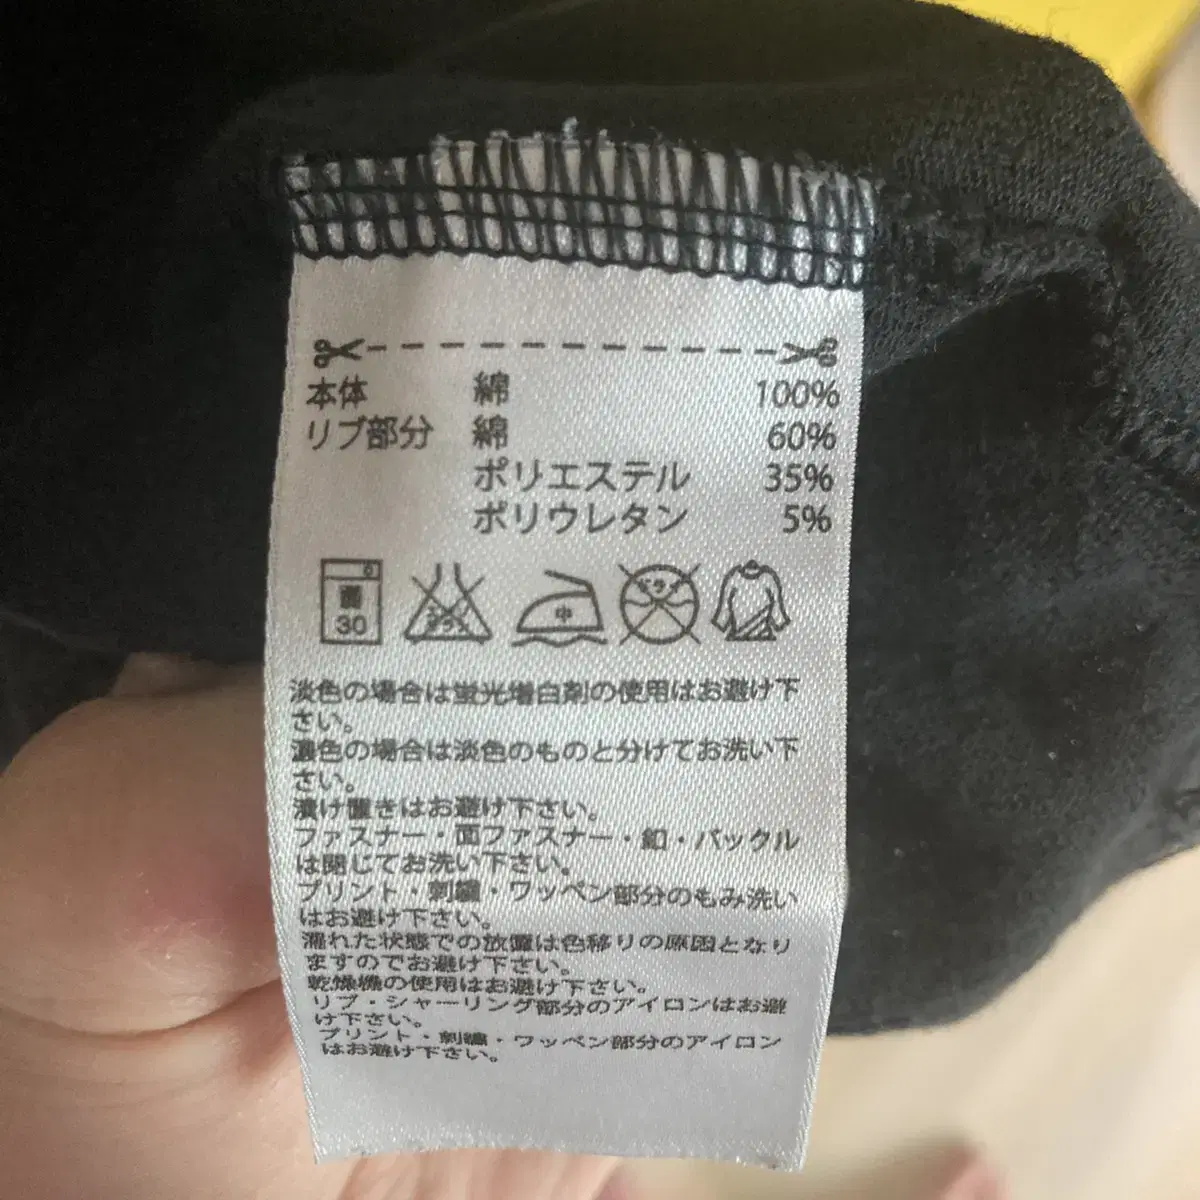 本体 綿 100%
リブ部分 綿 60%
ポリエステル 35%
ポリウレタン 5%
30 中 ドライ
淡色の場合は蛍光増白剤の使用はお避け下
さい。
濃色の場合は淡色のものと分けてお洗い下
さい。
漬け置きはお避け下さい。
ファスナー・面ファスナー・釦・バックル
は閉じてお洗い下さい。
プリント・刺繍・ワッペン部分のもみ洗い
はお避け下さい。
濡れた状態での放置は色移りの原因となり
ますのでお避け下さい。
乾燥機の使用はお避け下さい。
リブ・シャーリング部分のアイロンはお避
け下さい。
プリント・刺繍・ワッペン部分のアイロン
はお避け下さい。